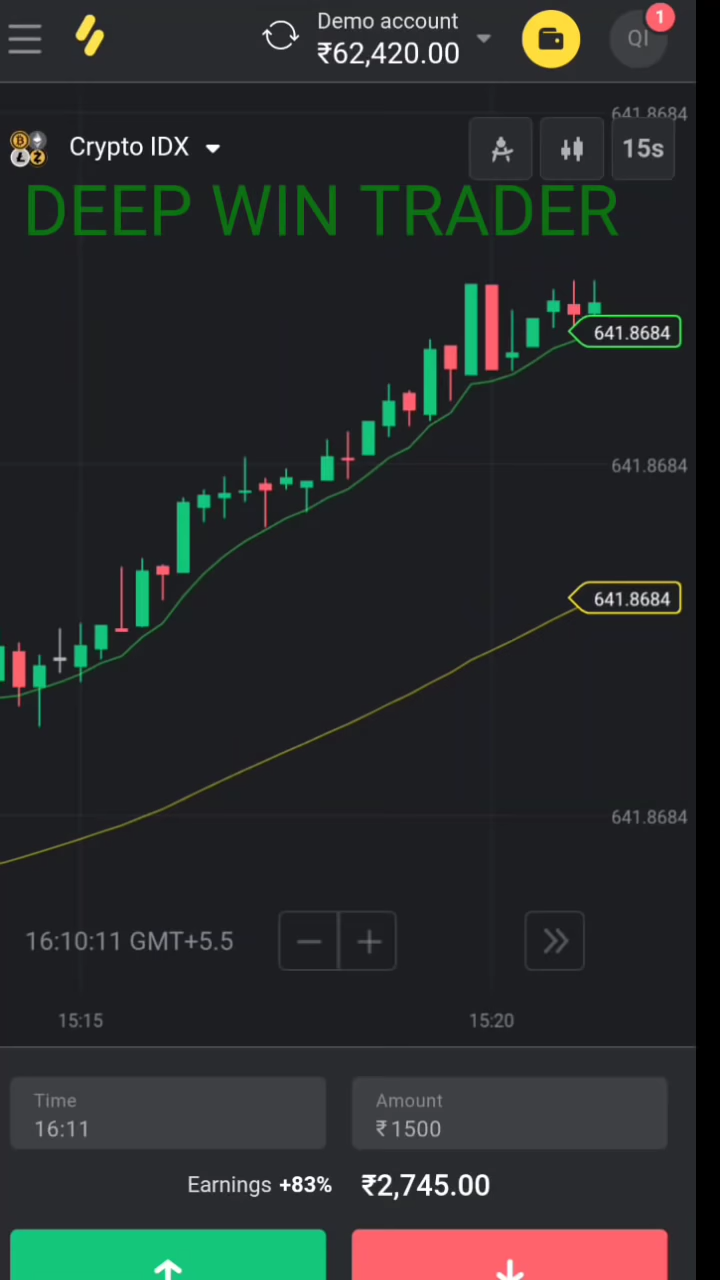 Demo account
₹62,420.00
QI
1
641.8684
Crypto IDX
15s
DEEP WIN TRADER
641.8684
641.8684
641.8684
641.8684
16:10:11 GMT+5.5
15:15
15:20
Time
16:11
Amount
₹1500
Earnings +83%
₹2,745.00